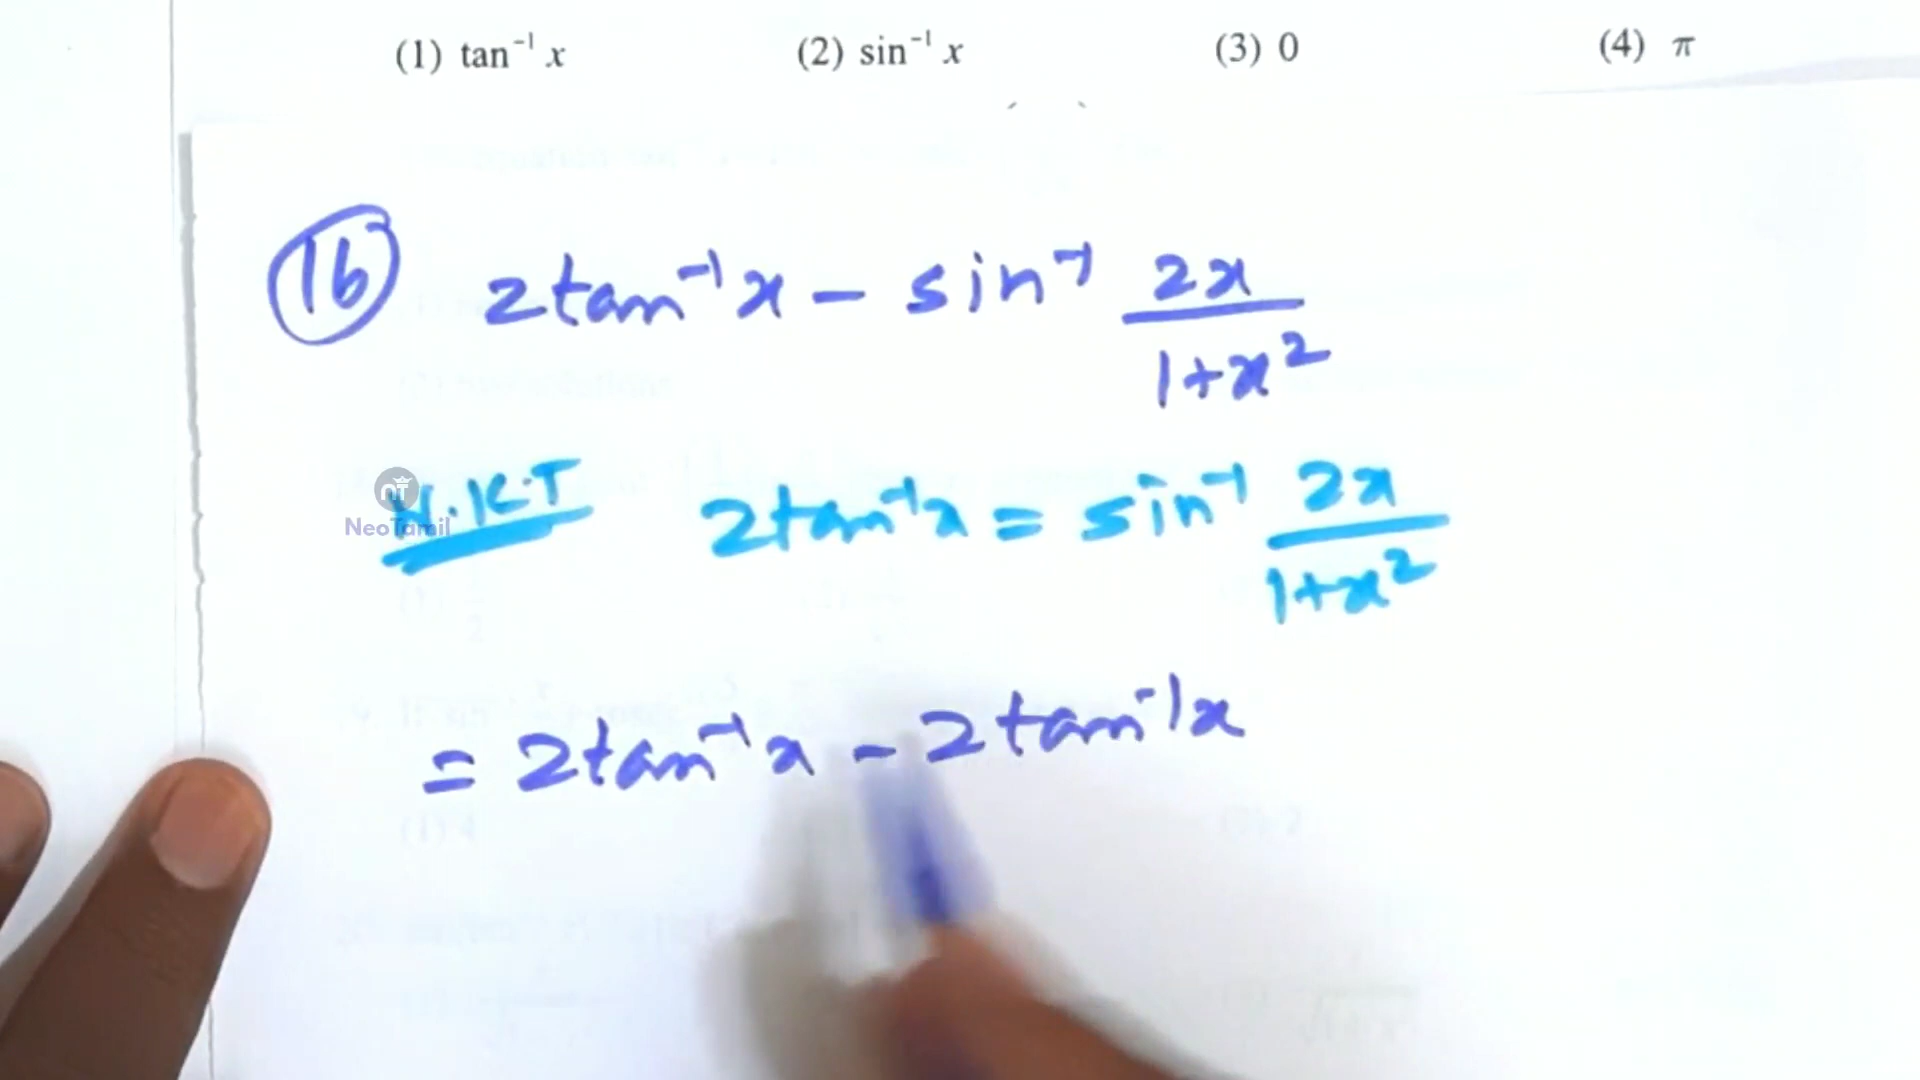 (1) tan⁻¹ x (2) sin⁻¹ x (3) 0 (4) π
16 2tan⁻¹x − sin⁻¹ 2x/1+x²
N.K.T 2tan⁻¹x = sin⁻¹ 2x/1+x²
nT
NeoTamil
= 2tan⁻¹x − 2tan⁻¹x